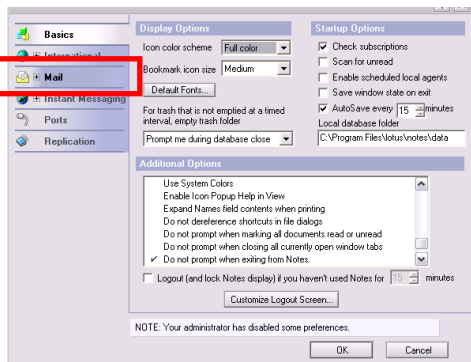 Basics
International
Mail
Instant Messaging
Ports
Replication
Display Options
Icon color scheme Full color
Bookmark icon size Medium
Default Fonts...
For trash that is not emptied at a timed
interval, empty trash folder
Prompt me during database close
Startup Options
Check subscriptions
Scan for unread
Enable scheduled local agents
Save window state on exit
AutoSave every 15 minutes
Local database folder
C:\Program Files\lotus\notes\data
Additional Options
Use System Colors
Enable Icon Popup Help in View
Expand Names field contents when printing
Do not dereference shortcuts in file dialogs
Do not prompt when marking all documents read or unread
Do not prompt when closing all currently open window tabs
Do not prompt when exiting from Notes.
Logout (and lock Notes display) if you haven't used Notes for 15 minutes
Customize Logout Screen...
NOTE: Your administrator has disabled some preferences.
OK Cancel